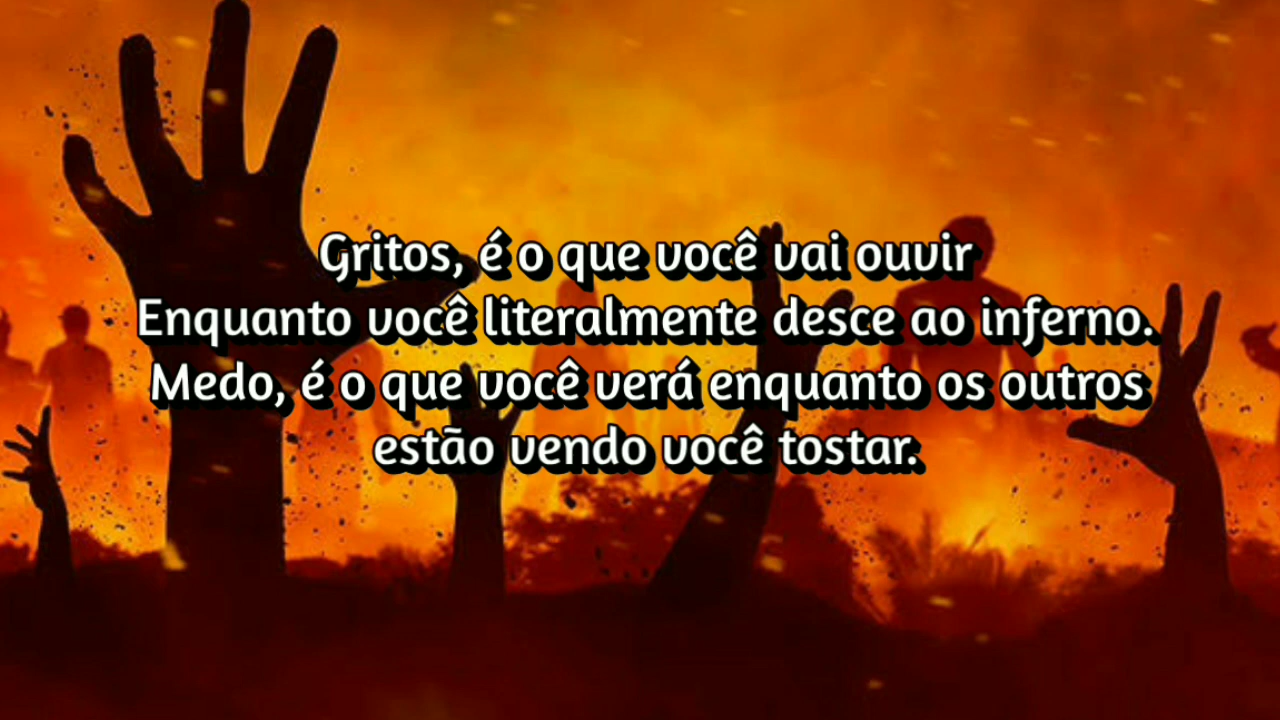 Gritos, é o que você vai ouvir
Enquanto você literalmente desce ao inferno.
Medo, é o que você verá enquanto os outros
estão vendo você tostar.